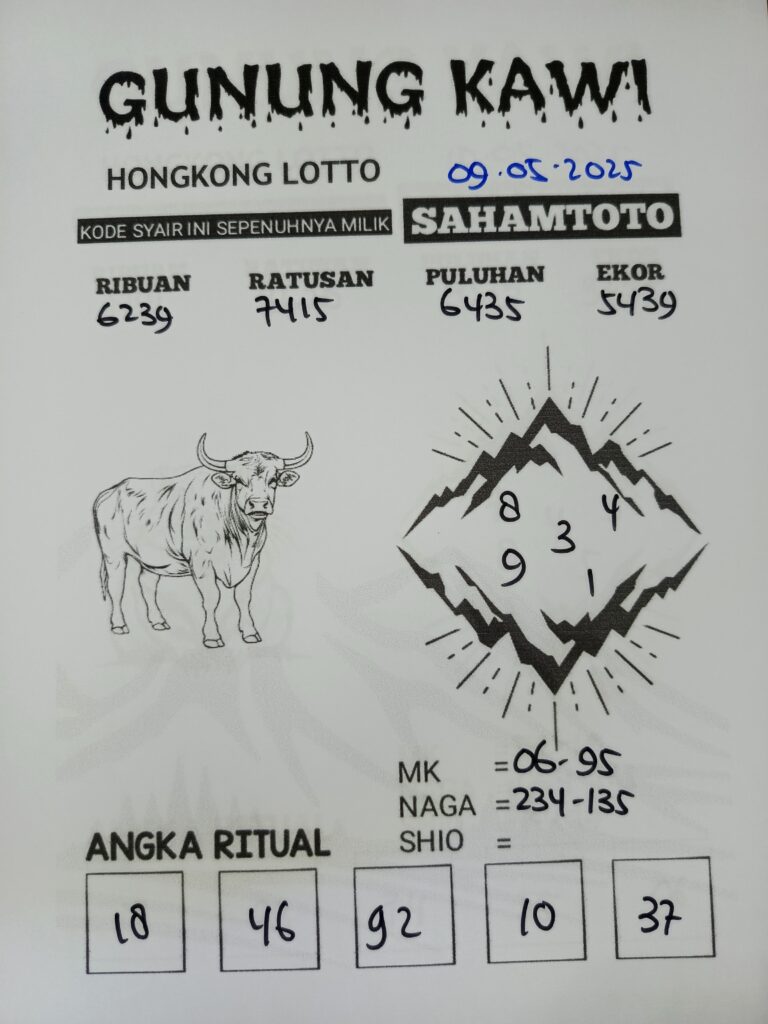 GUNUNG KAWI
HONGKONG LOTTO 09.05.2025
KODE SYAIR INI SEPENUHNYA MILIK SAHAMTOTO
RIBUAN RATUSAN PULUHAN EKOR
6239 7415 6435 5439
8 4
3
9 1
MK = 06-95
NAGA = 234-135
SHIO =
ANGKA RITUAL
18 46 92 10 37